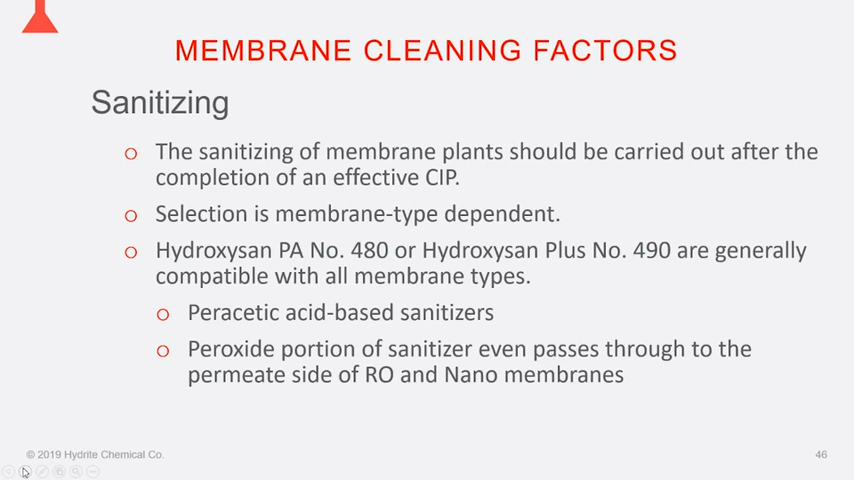 MEMBRANE CLEANING FACTORS
Sanitizing
The sanitizing of membrane plants should be carried out after the
completion of an effective CIP.
Selection is membrane-type dependent.
Hydroxysan PA No. 480 or Hydroxysan Plus No. 490 are generally
compatible with all membrane types.
Peracetic acid-based sanitizers
Peroxide portion of sanitizer even passes through to the
permeate side of RO and Nano membranes
© 2019 Hydrite Chemical Co.
46